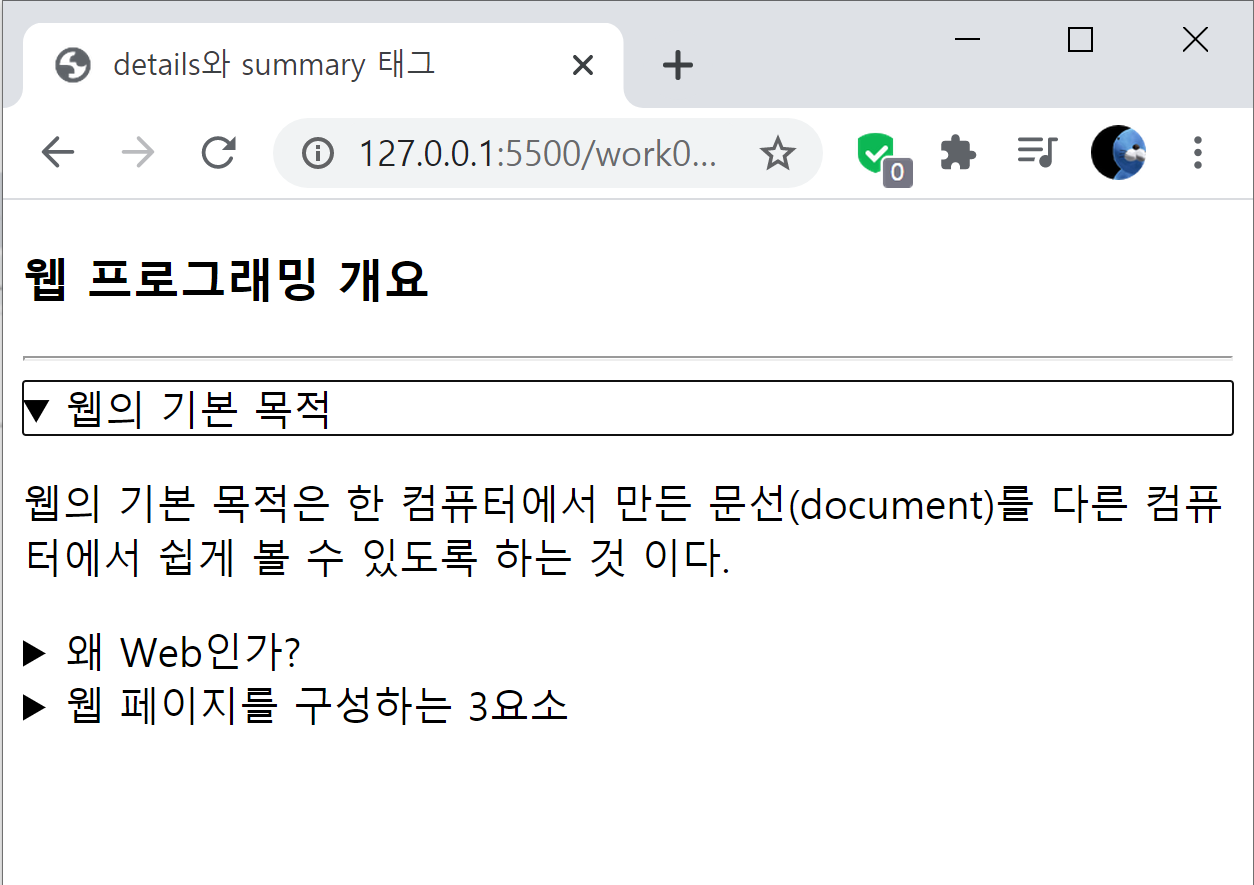 details와 summary 태그
127.0.0.1:5500/work0...
0
웹 프로그래밍 개요
▼ 웹의 기본 목적
웹의 기본 목적은 한 컴퓨터에서 만든 문선(document)를 다른 컴퓨
터에서 쉽게 볼 수 있도록 하는 것 이다.
▶ 왜 Web인가?
▶ 웹 페이지를 구성하는 3요소